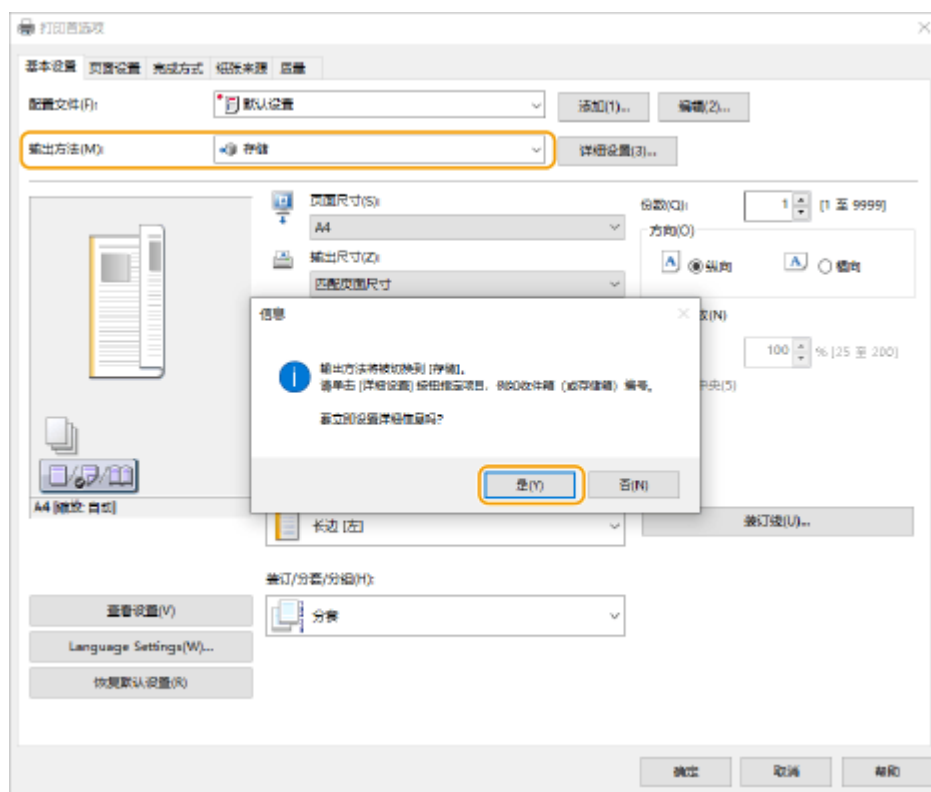 打印首选项
基本设置 页面设置 完成方式 纸张来源 质量
配置文件(F): 默认设置 添加(1)... 编辑(2)...
输出方法(M): 存储 详细设置(3)...
页面尺寸(S): 份数(Q): 1 [1 至 9999]
A4 方向(O)
输出尺寸(Z): A 纵向 A 横向
匹配页面尺寸
信息 放(N)
100 % [25 至 200]
输出方法将被切换到 [存储]。
请单击 [详细设置] 按钮指定项目，例如收件箱（或存储箱）编号。
中央(5)
要立即设置详细信息吗?
是(Y) 否(N)
A4 [缩放: 自动]
长边 [左] 装订线(U)...
装订/分套/分组(H):
查看设置(V) 分套
Language Settings(W)...
恢复默认设置(R)
确定 取消 帮助